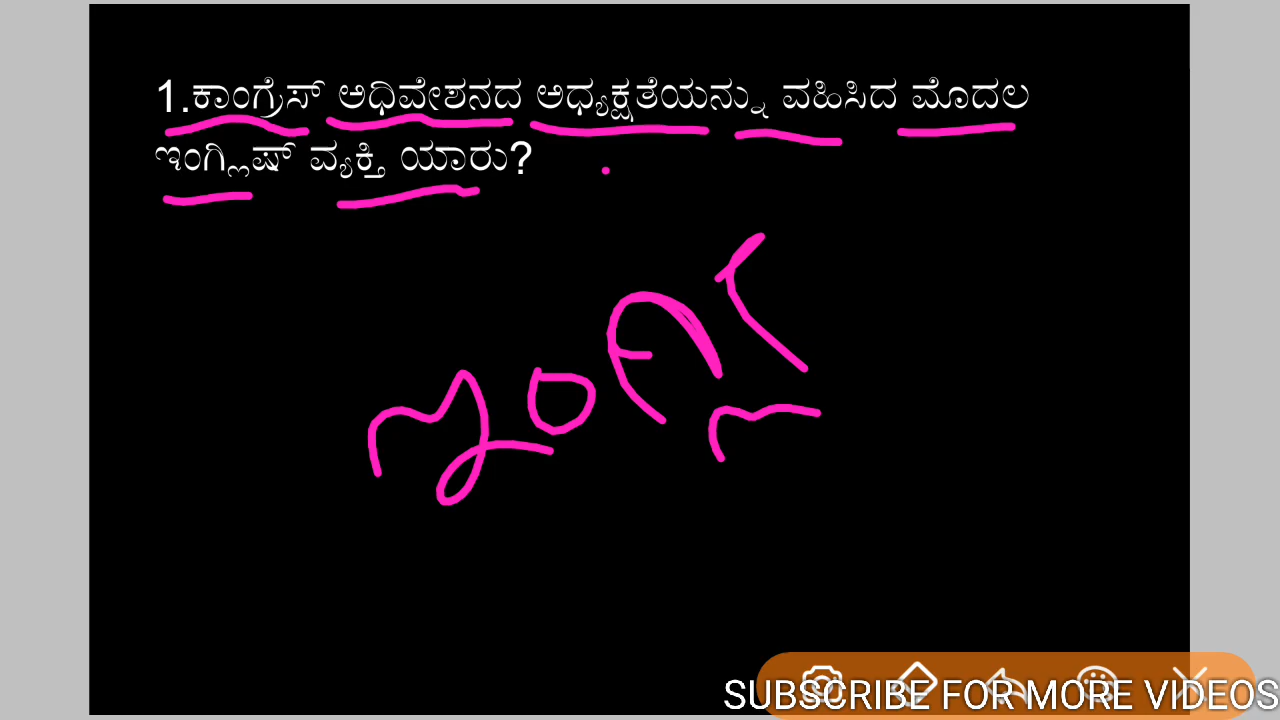 1.ಕಾಂಗ್ರೆಸ್ ಅಧಿವೇಶನದ ಅಧ್ಯಕ್ಷತೆಯನ್ನು ವಹಿಸಿದ ಮೊದಲ
ಇಂಗ್ಲಿಷ್ ವ್ಯಕ್ತಿ ಯಾರು?
SUBSCRIBE FOR MORE VIDEOS